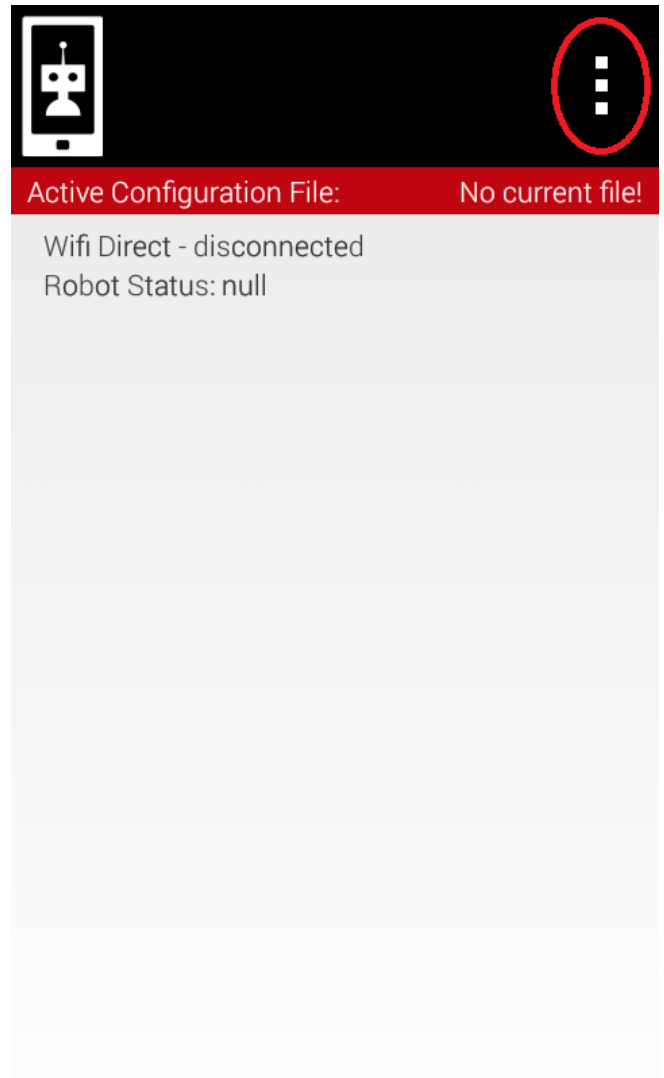 Active Configuration File: No current file!
Wifi Direct - disconnected
Robot Status: null